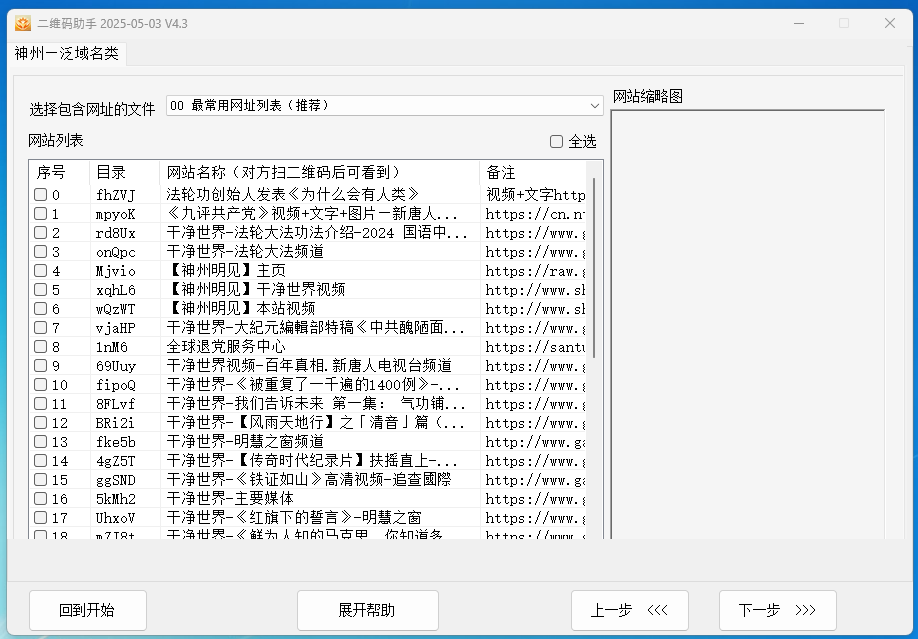 二维码助手 2025-05-03 V4.3
神州－泛域名类
选择包含网址的文件 00 最常用网址列表（推荐）
网站缩略图
网站列表 全选
序号 目录 网站名称（对方扫二维码后可看到） 备注
0 fhZVJ 法轮功创始人发表《为什么会有人类》 视频+文字http
1 mpyoK 《九评共产党》视频+文字+图片－新唐人... https://cn.n
2 rd8Ux 干净世界-法轮大法功法介绍-2024 国语中... https://www.g
3 onQpc 干净世界-法轮大法频道 https://www.g
4 Mjvio 【神州明见】主页 https://raw.g
5 xqhL6 【神州明见】干净世界视频 http://www.sh
6 wQzWT 【神州明见】本站视频 http://www.sh
7 vjaHP 干净世界-大紀元編輯部特稿《中共醜陋面... https://www.g
8 1nM6 全球退党服务中心 https://santu
9 69Uuy 干净世界视频-百年真相.新唐人电视台频道 https://www.g
10 fipoQ 干净世界-《被重复了一千遍的1400例》-... https://www.g
11 8FLvf 干净世界-我们告诉未来 第一集： 气功铺... https://www.g
12 BRi2i 干净世界-【风雨天地行】之「清音」篇（... https://www.g
13 fke5b 干净世界-明慧之窗频道 http://www.ga
14 4gZ5T 干净世界-【传奇时代纪录片】扶摇直上-... https://www.g
15 ggSND 干净世界-《铁证如山》高清视频-追查國際 http://www.ga
16 5kMh2 干净世界-主要媒体 https://www.g
17 UhxoV 干净世界-《红旗下的誓言》-明慧之窗 https://www.g
18 mZJ8t 干净世界-《鲜为人知的马克思 你知道多 https://www.g
回到开始 展开帮助 上一步 <<< 下一步 >>>